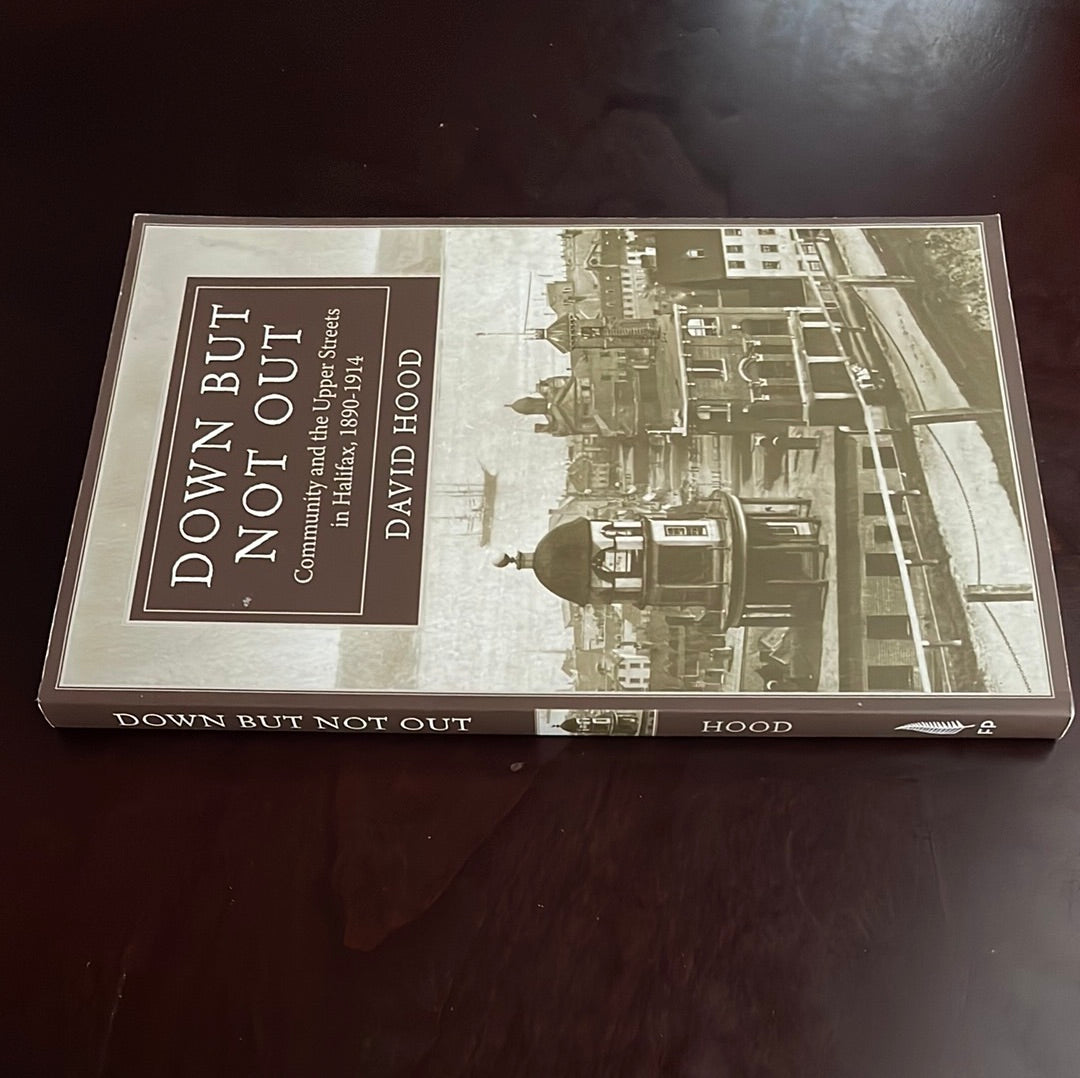 DOWN BUT
NOT OUT
Community and the Upper Streets
in Halifax, 1890-1914
DAVID HOOD
DOWN BUT NOT OUT
HOOD
FP